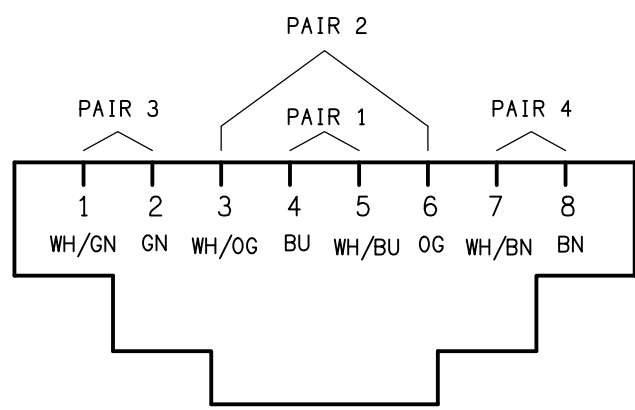 PAIR 2
PAIR 3 PAIR 1 PAIR 4
1 2 3 4 5 6 7 8
WH/GN GN WH/OG BU WH/BU OG WH/BN BN